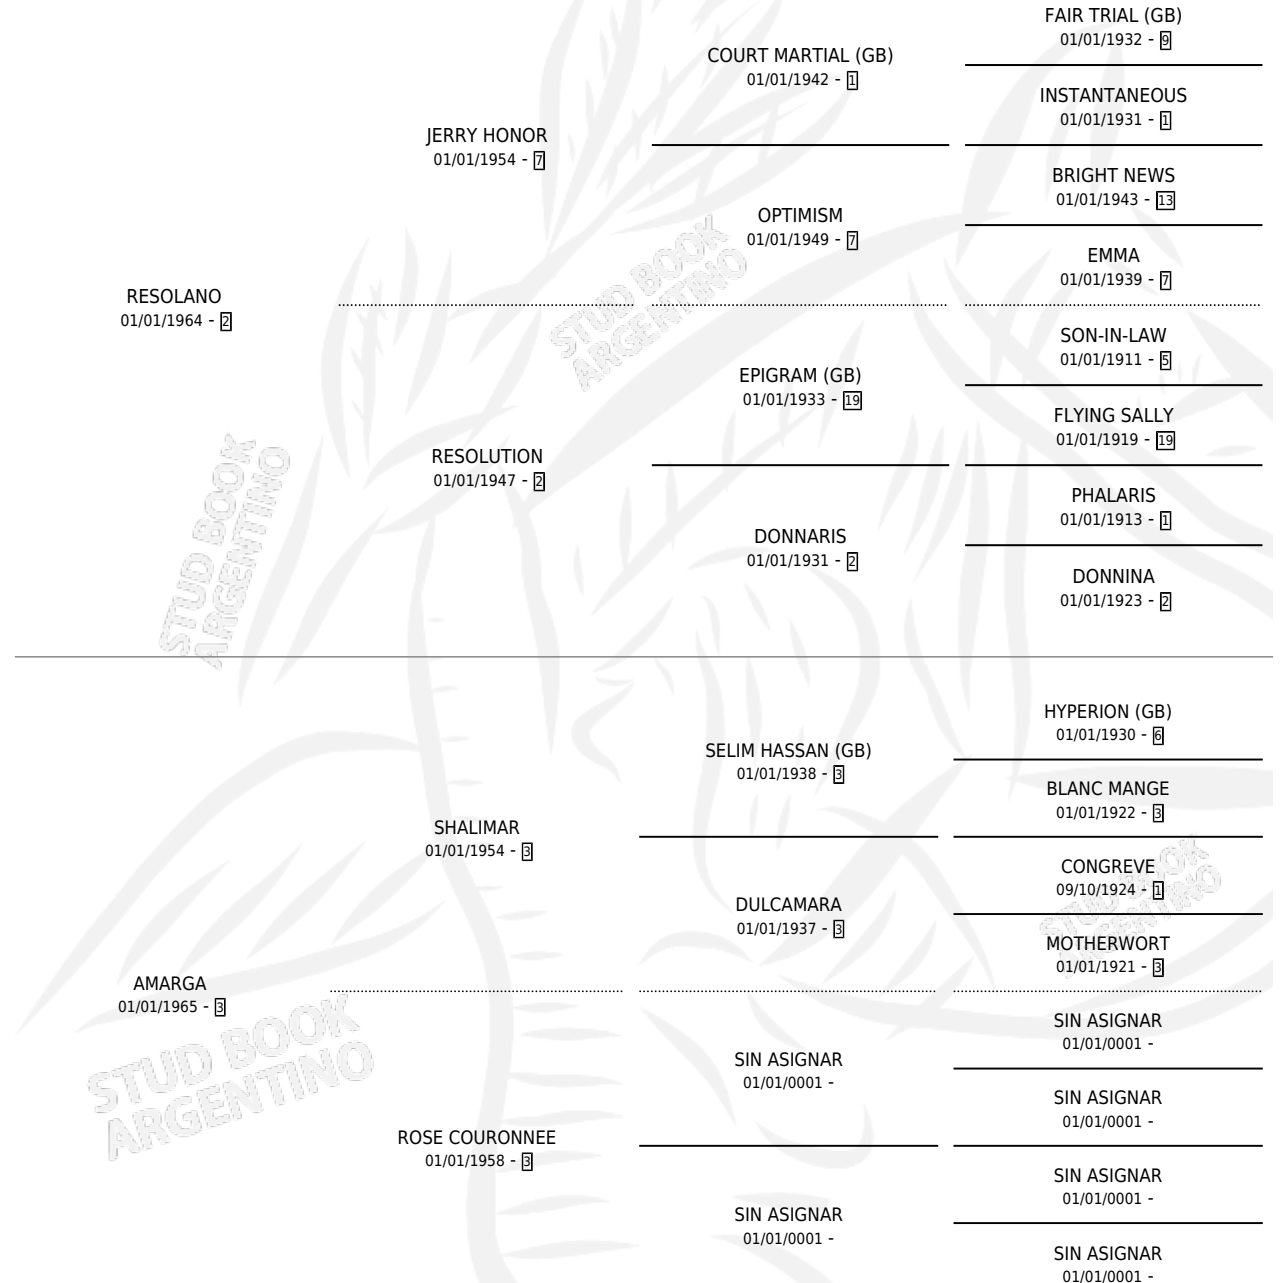 FAIR TRIAL (GB)
01/01/1932 - 9
COURT MARTIAL (GB)
01/01/1942 - 1
INSTANTANEOUS
01/01/1931 - 1
JERRY HONOR
01/01/1954 - 7
BRIGHT NEWS
01/01/1943 - 13
OPTIMISM
01/01/1949 - 7
EMMA
01/01/1939 - 7
RESOLANO
01/01/1964 - 2
SON-IN-LAW
01/01/1911 - 5
EPIGRAM (GB)
01/01/1933 - 19
FLYING SALLY
01/01/1919 - 19
RESOLUTION
01/01/1947 - 2
PHALARIS
01/01/1913 - 1
DONNARIS
01/01/1931 - 2
DONNINA
01/01/1923 - 2
HYPERION (GB)
01/01/1930 - 6
SELIM HASSAN (GB)
01/01/1938 - 3
BLANC MANGE
01/01/1922 - 3
SHALIMAR
01/01/1954 - 3
CONGREVE
09/10/1924 - 1
DULCAMARA
01/01/1937 - 3
MOTHERWORT
01/01/1921 - 3
AMARGA
01/01/1965 - 3
SIN ASIGNAR
01/01/0001 -
SIN ASIGNAR
01/01/0001 -
SIN ASIGNAR
01/01/0001 -
ROSE COURONNEE
01/01/1958 - 3
SIN ASIGNAR
01/01/0001 -
SIN ASIGNAR
01/01/0001 -
SIN ASIGNAR
01/01/0001 -
STUD BOOK
ARGENTINO
STUD BOOK
ARGENTINO
STUD BOOK
ARGENTINO
STUD BOOK
ARGENTINO